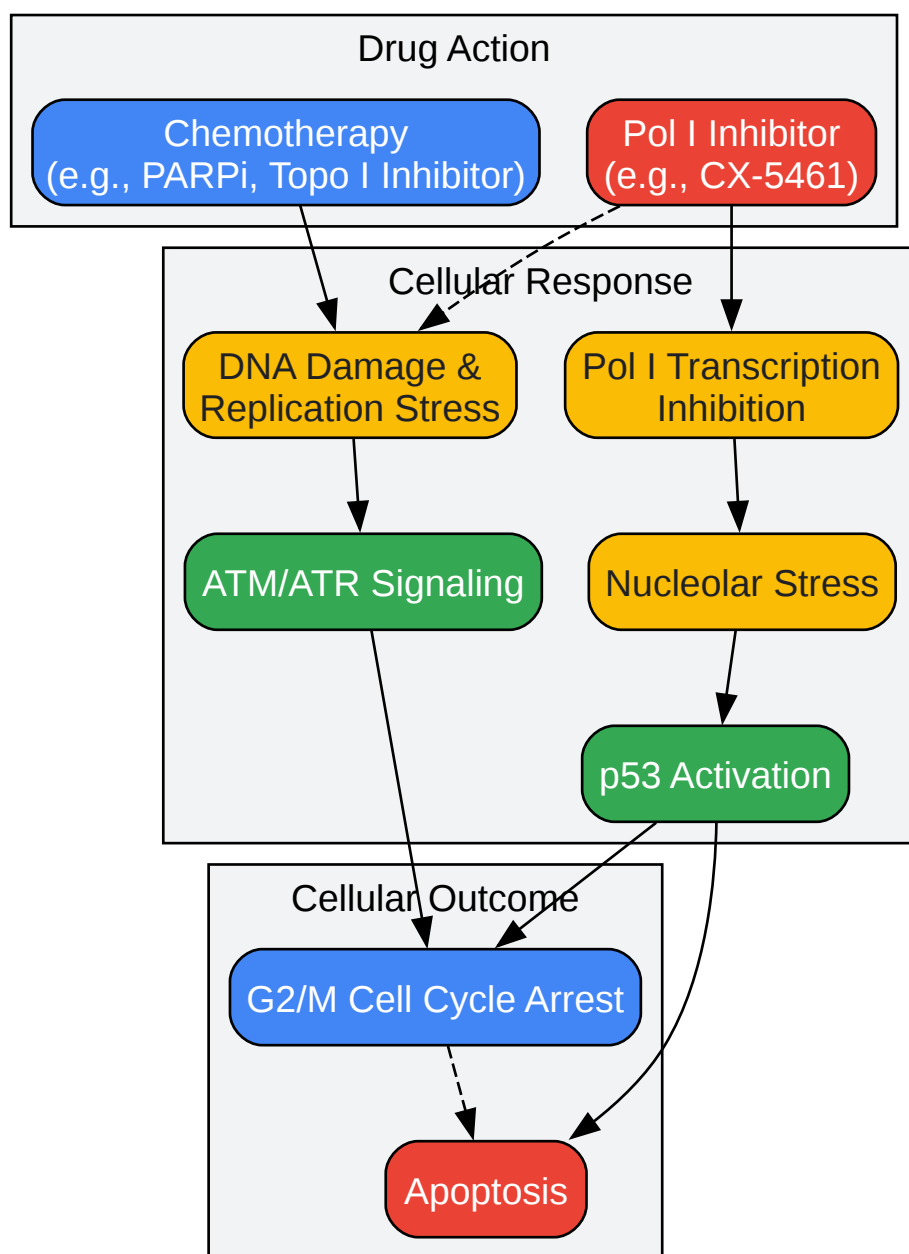 Drug Action
Chemotherapy
(e.g., PARPi, Topo I Inhibitor)
Pol I Inhibitor
(e.g., CX-5461)
Cellular Response
DNA Damage &
Replication Stress
Pol I Transcription
Inhibition
ATM/ATR Signaling
Nucleolar Stress
p53 Activation
Cellular Outcome
G2/M Cell Cycle Arrest
Apoptosis